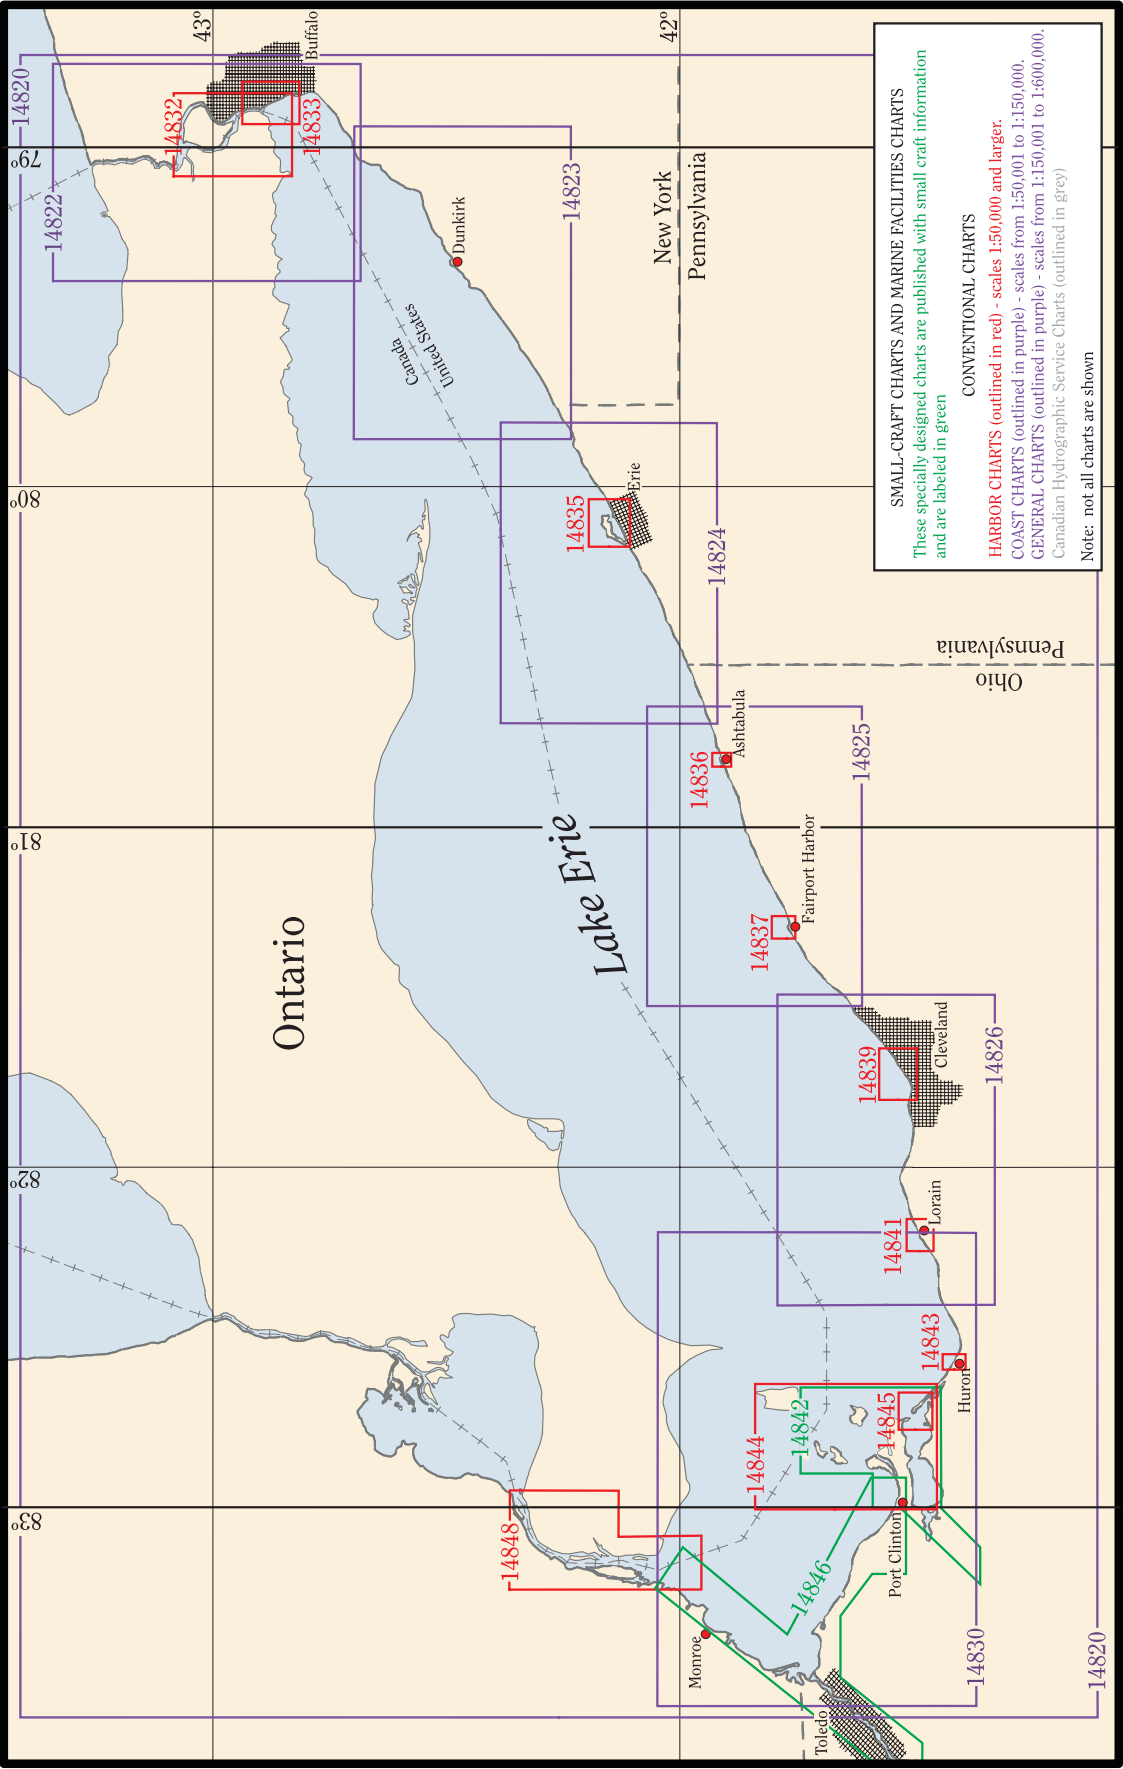 43°
42°
14820
79°
14822
14832
14833
Buffalo
14823
Dunkirk
New York
Pennsylvania
Canada
United States
80°
14835
Erie
14824
Pennsylvania
Ohio
14836
Ashtabula
14825
81°
Lake Erie
Ontario
14837
Fairport Harbor
14839
Cleveland
14826
82°
14841
Lorain
14843
Huron
14842
14845
14844
83°
14848
Port Clinton
14846
Monroe
Toledo
14830
14820
SMALL-CRAFT CHARTS AND MARINE FACILITIES CHARTS
These specially designed charts are published with small craft information
and are labeled in green
CONVENTIONAL CHARTS
HARBOR CHARTS (outlined in red) - scales 1:50,000 and larger.
COAST CHARTS (outlined in purple) - scales from 1:50,001 to 1:150,000.
GENERAL CHARTS (outlined in purple) - scales from 1:150,001 to 1:600,000.
Canadian Hydrographic Service Charts (outlined in grey)
Note: not all charts are shown